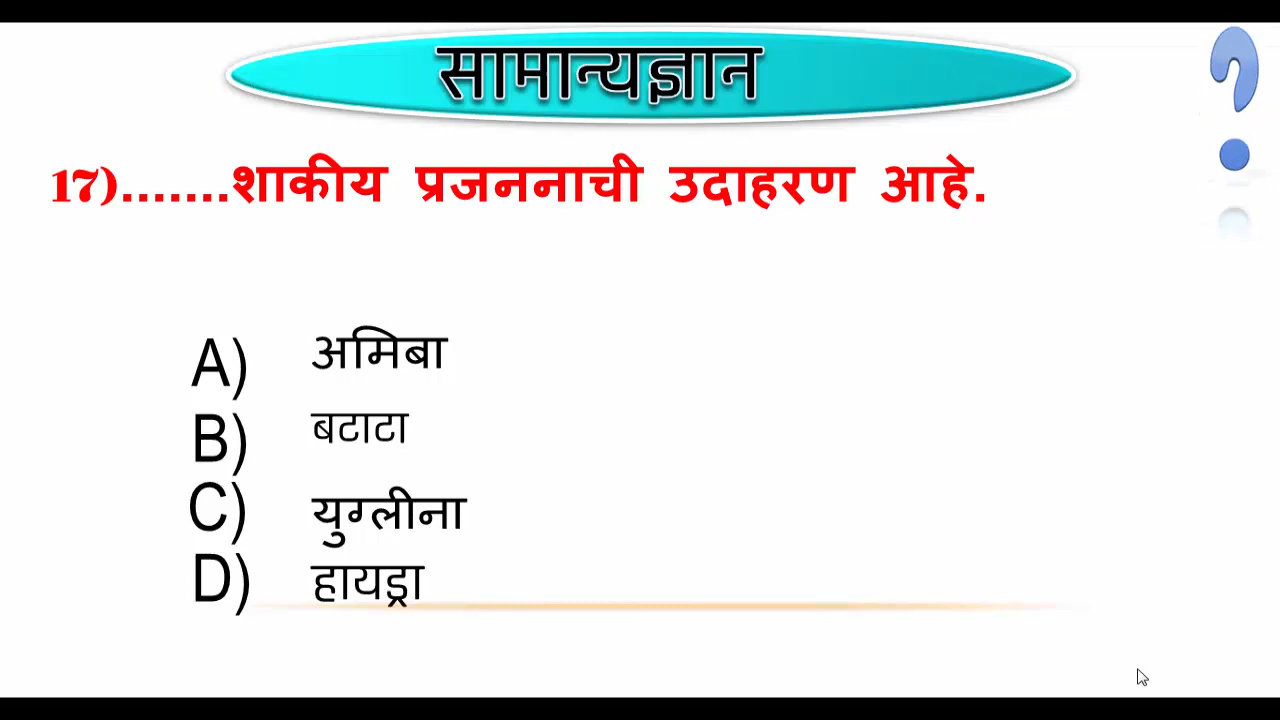 सामान्यज्ञान
17).......शाकीय प्रजननाची उदाहरण आहे.
A) अमिबा
B) बटाटा
C) युग्लीना
D) हायड्रा